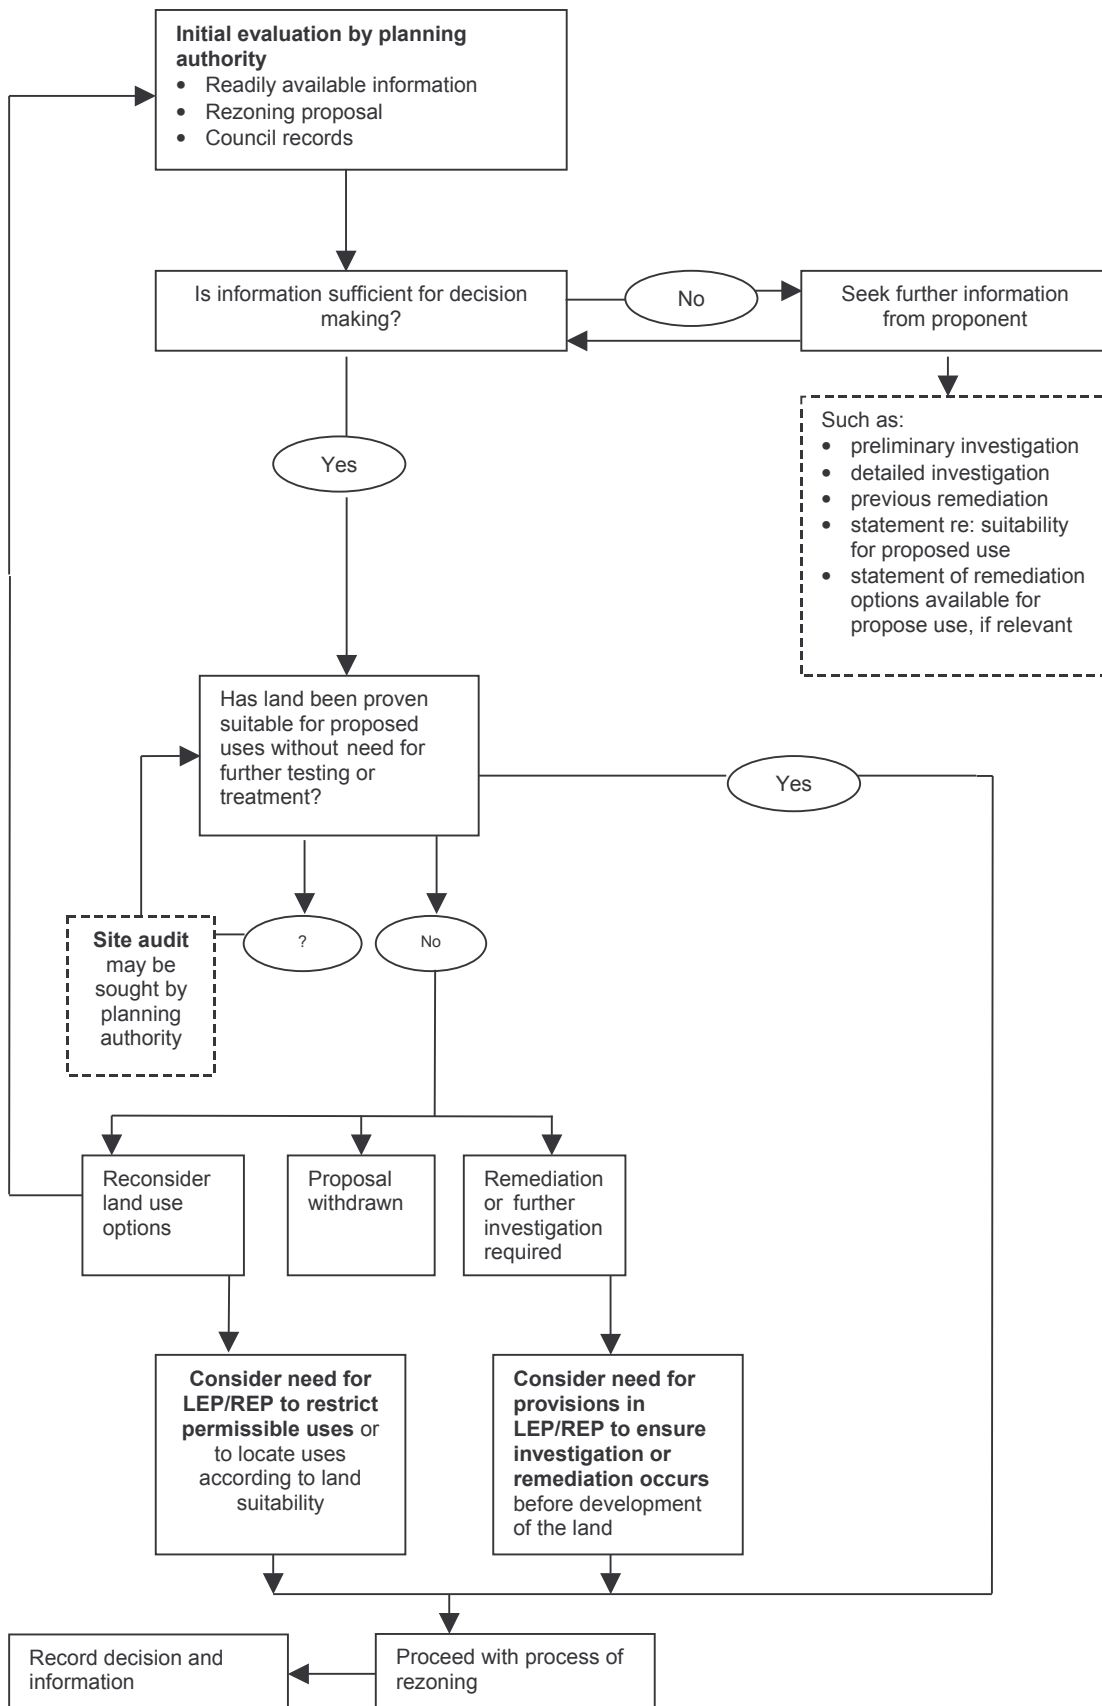 Initial evaluation by planning
authority
• Readily available information
• Rezoning proposal
• Council records
Is information sufficient for decision
making?
No
Seek further information
from proponent
Such as:
• preliminary investigation
• detailed investigation
• previous remediation
• statement re: suitability
for proposed use
• statement of remediation
options available for
propose use, if relevant
Yes
Has land been proven
suitable for proposed
uses without need for
further testing or
treatment?
Yes
Site audit
may be
sought by
planning
authority
?
No
Reconsider
land use
options
Proposal
withdrawn
Remediation
or further
investigation
required
Consider need for
LEP/REP to restrict
permissible uses or
to locate uses
according to land
suitability
Consider need for
provisions in
LEP/REP to ensure
investigation or
remediation occurs
before development
of the land
Record decision and
information
Proceed with process of
rezoning